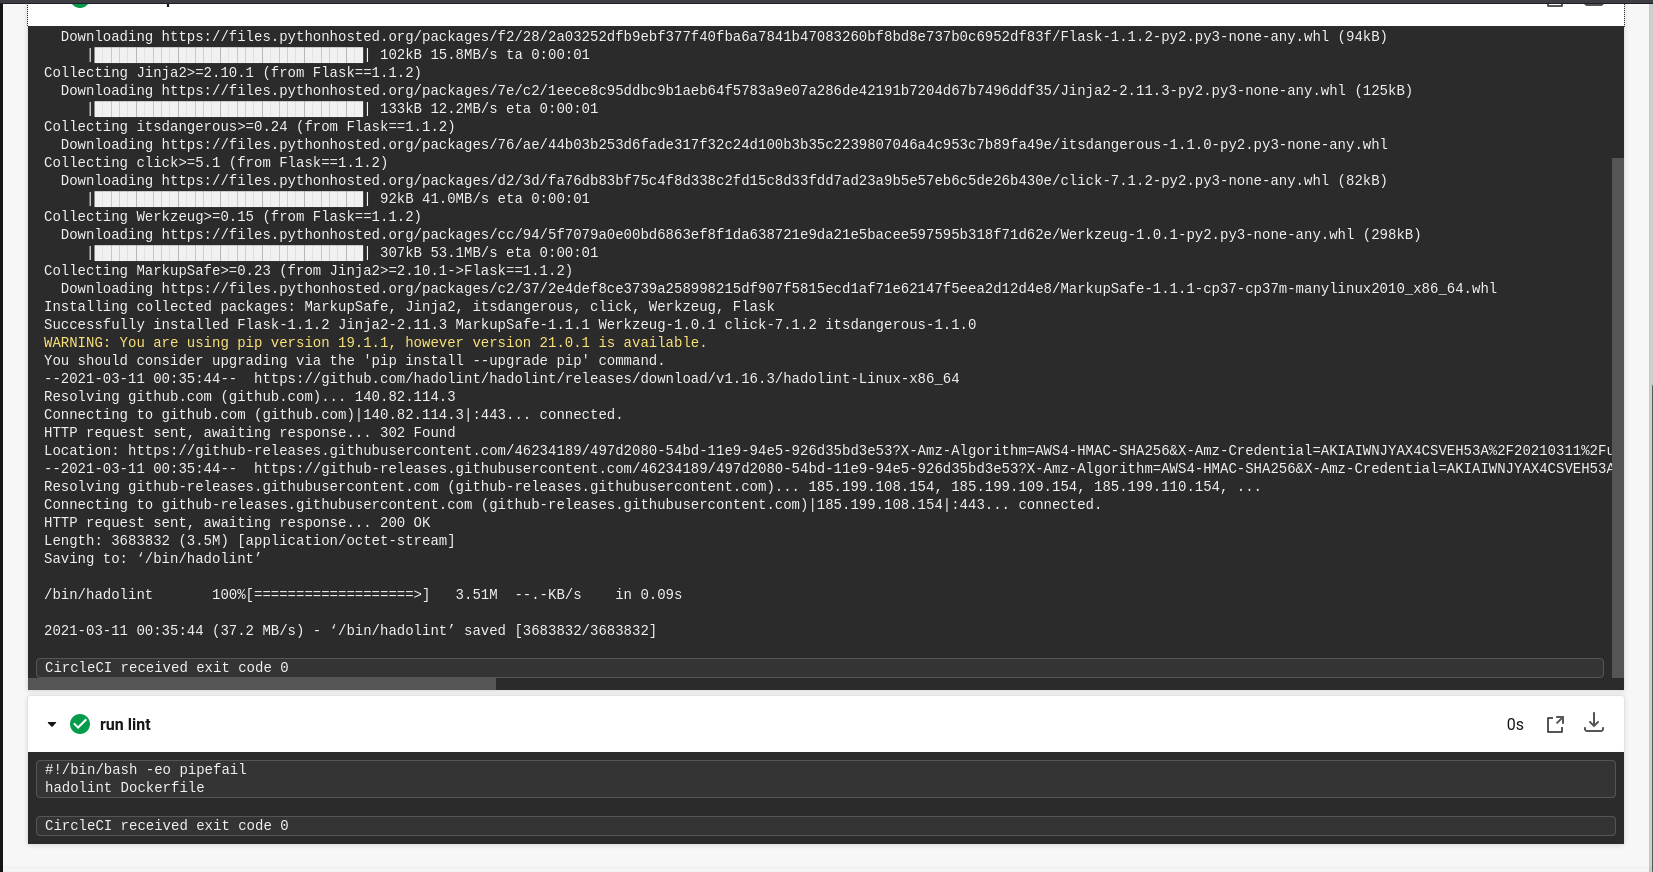 Downloading https://files.pythonhosted.org/packages/f2/28/2a03252dfb9ebf377f40fba6a7841b47083260bf8bd8e737b0c6952df83f/Flask-1.1.2-py2.py3-none-any.whl (94kB)
|████████████████████████████████| 102kB 15.8MB/s ta 0:00:01
Collecting Jinja2>=2.10.1 (from Flask==1.1.2)
Downloading https://files.pythonhosted.org/packages/7e/c2/1eece8c95ddbc9b1aeb64f5783a9e07a286de42191b7204d67b7496ddf35/Jinja2-2.11.3-py2.py3-none-any.whl (125kB)
|████████████████████████████████| 133kB 12.2MB/s eta 0:00:01
Collecting itsdangerous>=0.24 (from Flask==1.1.2)
Downloading https://files.pythonhosted.org/packages/76/ae/44b03b253d6fade317f32c24d100b3b35c2239807046a4c953c7b89fa49e/itsdangerous-1.1.0-py2.py3-none-any.whl
Collecting click>=5.1 (from Flask==1.1.2)
Downloading https://files.pythonhosted.org/packages/d2/3d/fa76db83bf75c4f8d338c2fd15c8d33fdd7ad23a9b5e57eb6c5de26b430e/click-7.1.2-py2.py3-none-any.whl (82kB)
|████████████████████████████████| 92kB 41.0MB/s eta 0:00:01
Collecting Werkzeug>=0.15 (from Flask==1.1.2)
Downloading https://files.pythonhosted.org/packages/cc/94/5f7079a0e00bd6863ef8f1da638721e9da21e5bacee597595b318f71d62e/Werkzeug-1.0.1-py2.py3-none-any.whl (298kB)
|████████████████████████████████| 307kB 53.1MB/s eta 0:00:01
Collecting MarkupSafe>=0.23 (from Jinja2>=2.10.1->Flask==1.1.2)
Downloading https://files.pythonhosted.org/packages/c2/37/2e4def8ce3739a258998215df907f5815ecd1af71e62147f5eea2d12d4e8/MarkupSafe-1.1.1-cp37-cp37m-manylinux2010_x86_64.whl
Installing collected packages: MarkupSafe, Jinja2, itsdangerous, click, Werkzeug, Flask
Successfully installed Flask-1.1.2 Jinja2-2.11.3 MarkupSafe-1.1.1 Werkzeug-1.0.1 click-7.1.2 itsdangerous-1.1.0
WARNING: You are using pip version 19.1.1, however version 21.0.1 is available.
You should consider upgrading via the 'pip install --upgrade pip' command.
--2021-03-11 00:35:44--  https://github.com/hadolint/hadolint/releases/download/v1.16.3/hadolint-Linux-x86_64
Resolving github.com (github.com)... 140.82.114.3
Connecting to github.com (github.com)|140.82.114.3|:443... connected.
HTTP request sent, awaiting response... 302 Found
Location: https://github-releases.githubusercontent.com/46234189/497d2080-54bd-11e9-94e5-926d35bd3e53?X-Amz-Algorithm=AWS4-HMAC-SHA256&X-Amz-Credential=AKIAIWNJYAX4CSVEH53A%2F20210311%2Fu
--2021-03-11 00:35:44--  https://github-releases.githubusercontent.com/46234189/497d2080-54bd-11e9-94e5-926d35bd3e53?X-Amz-Algorithm=AWS4-HMAC-SHA256&X-Amz-Credential=AKIAIWNJYAX4CSVEH53A
Resolving github-releases.githubusercontent.com (github-releases.githubusercontent.com)... 185.199.108.154, 185.199.109.154, 185.199.110.154, ...
Connecting to github-releases.githubusercontent.com (github-releases.githubusercontent.com)|185.199.108.154|:443... connected.
HTTP request sent, awaiting response... 200 OK
Length: 3683832 (3.5M) [application/octet-stream]
Saving to: ‘/bin/hadolint’
/bin/hadolint       100%[===================>]   3.51M  --.-KB/s    in 0.09s
2021-03-11 00:35:44 (37.2 MB/s) - ‘/bin/hadolint’ saved [3683832/3683832]
CircleCI received exit code 0
run lint 0s
#!/bin/bash -eo pipefail
hadolint Dockerfile
CircleCI received exit code 0